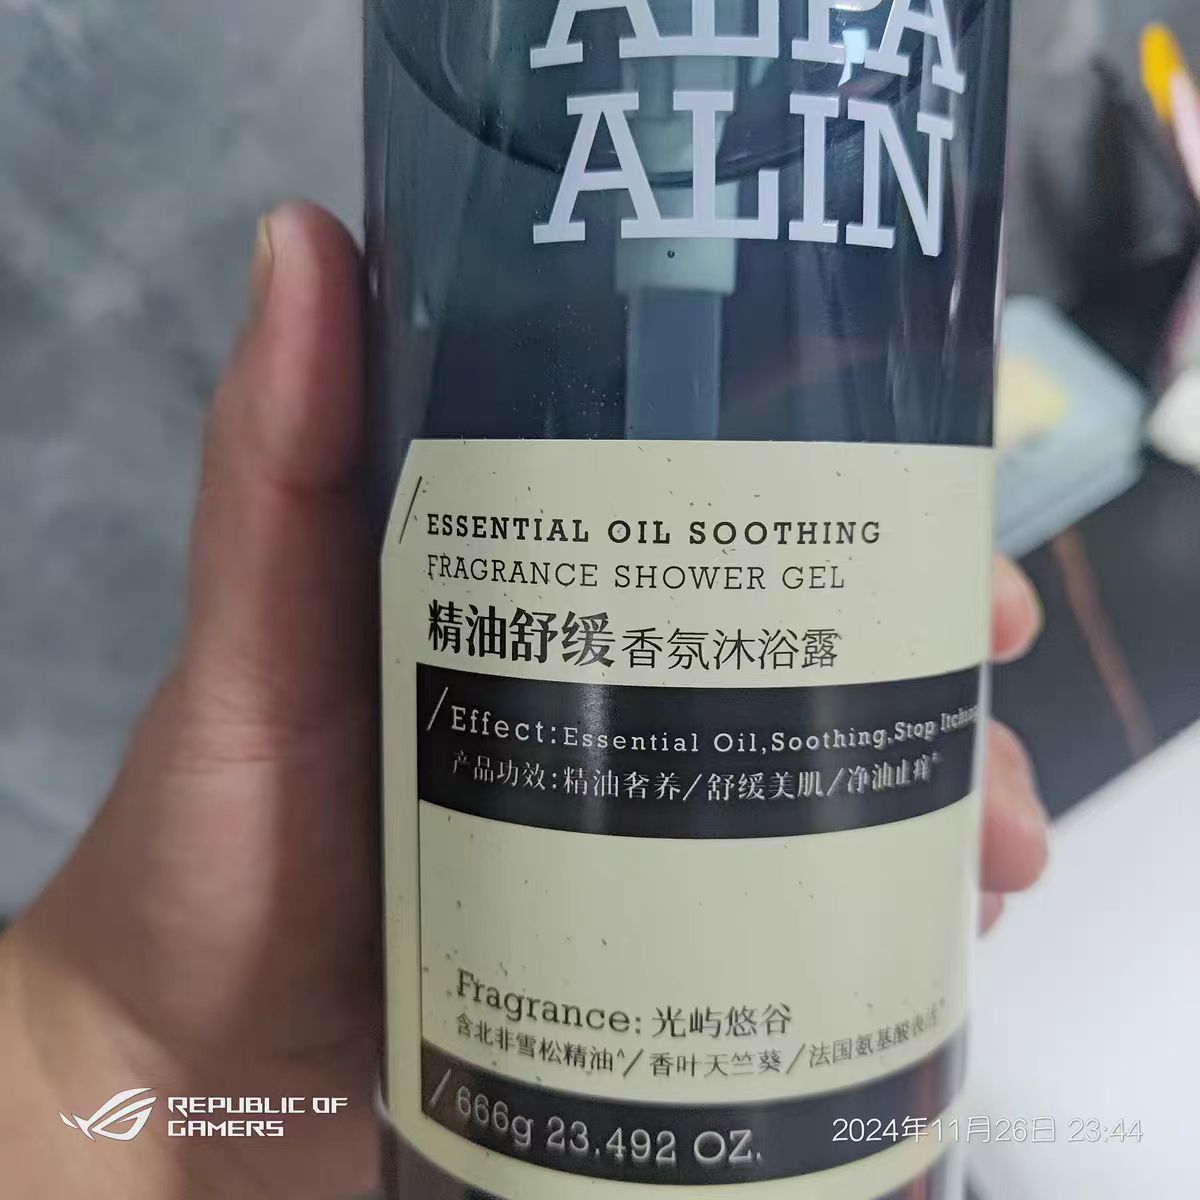 ALPA
ALIN
ESSENTIAL OIL SOOTHING
FRAGRANCE SHOWER GEL
精油舒缓香氛沐浴露
Effect:Essential Oil,Soothing,Stop Itching
产品功效:精油奢养/舒缓美肌/净油止痒
Fragrance:光屿悠谷
含北非雪松精油^/香叶天竺葵/法国氨基酸表活
666g 23.492 OZ.
REPUBLIC OF
GAMERS
2024年11月26日 23:44